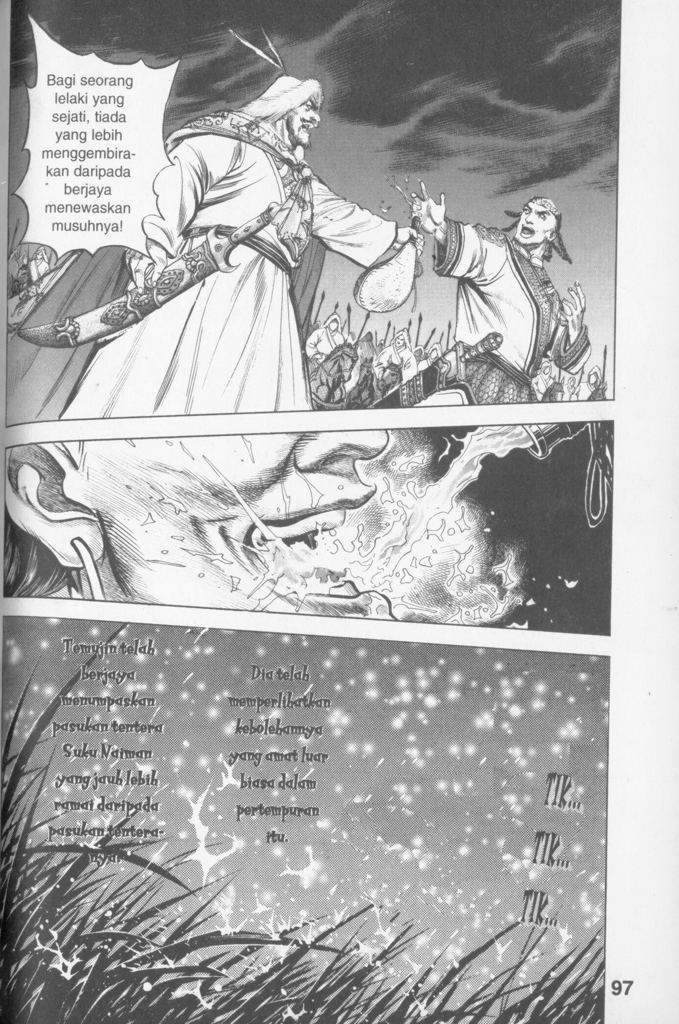 Bagi seorang
lelaki yang
sejati, tiada
yang lebih
menggembira-
kan daripada
berjaya
menewaskan
musuhnya!
Dia telah
memperlihatkan
kebolehannya
yang amat luar
biasa dalam
pertempuran
itu.
Temujin telah
berjaya
menumpaskan
pasukan tentera
Suku Naiman
yang jauh lebih
ramai daripada
pasukan tentera-
nya.
TIK...
TIK...
TIK...
97